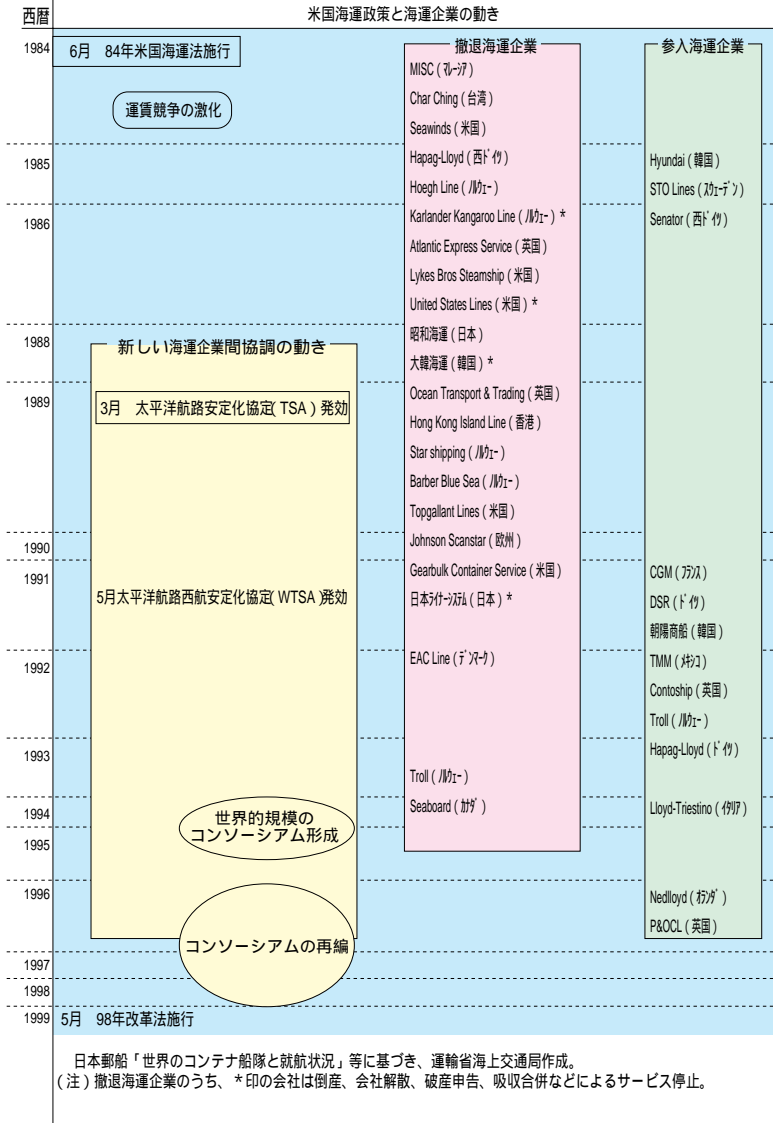 西暦
米国海運政策と海運企業の動き
1984
6月　84年米国海運法施行
運賃競争の激化
撤退海運企業
MISC ( ﾏﾚｰｼｱ )
Char Ching ( 台湾 )
Seawinds ( 米国 )
参入海運企業
1985
Hapag-Lloyd ( 西ﾄﾞｲﾂ )
Hyundai ( 韓国 )
Hoegh Line ( ﾉﾙｳｪｰ )
STO Lines ( ｽｳｪｰﾃﾞﾝ )
1986
Karlander Kangaroo Line ( ﾉﾙｳｪｰ ) *
Senator ( 西ﾄﾞｲﾂ )
Atlantic Express Service ( 英国 )
Lykes Bros Steamship ( 米国 )
United States Lines ( 米国 ) *
1988
新しい海運企業間協調の動き
昭和海運 ( 日本 )
大韓海運 ( 韓国 ) *
1989
3月　太平洋航路安定化協定( TSA ) 発効
Ocean Transport & Trading ( 英国 )
Hong Kong Island Line ( 香港 )
Star shipping ( ﾉﾙｳｪｰ )
Barber Blue Sea ( ﾉﾙｳｪｰ )
Topgallant Lines ( 米国 )
1990
Johnson Scanstar ( 欧州 )
1991
5月太平洋航路西航安定化協定( WTSA )発効
Gearbulk Container Service ( 米国 )
CGM ( ﾌﾗﾝｽ )
日本ﾗｲﾅｰｼｽﾃﾑ ( 日本 ) *
DSR ( ﾄﾞｲﾂ )
朝陽商船 ( 韓国 )
1992
EAC Line ( ﾃﾞﾝﾏｰｸ )
TMM ( ﾒｷｼｺ )
Contoship ( 英国 )
Troll ( ﾉﾙｳｪｰ )
1993
Hapag-Lloyd ( ﾄﾞｲﾂ )
Troll ( ﾉﾙｳｪｰ )
1994
世界的規模の
コンソーシアム形成
Seaboard ( ｶﾅﾀﾞ )
Lloyd-Triestino ( ｲﾀﾘｱ )
1995
1996
Nedlloyd ( ｵﾗﾝﾀﾞ )
P&OCL ( 英国 )
コンソーシアムの再編
1997
1998
1999
5月　98年改革法施行
日本郵船「世界のコンテナ船隊と就航状況」等に基づき、運輸省海上交通局作成。
( 注 ) 撤退海運企業のうち、*印の会社は倒産、会社解散、破産申告、吸収合併などによるサービス停止。